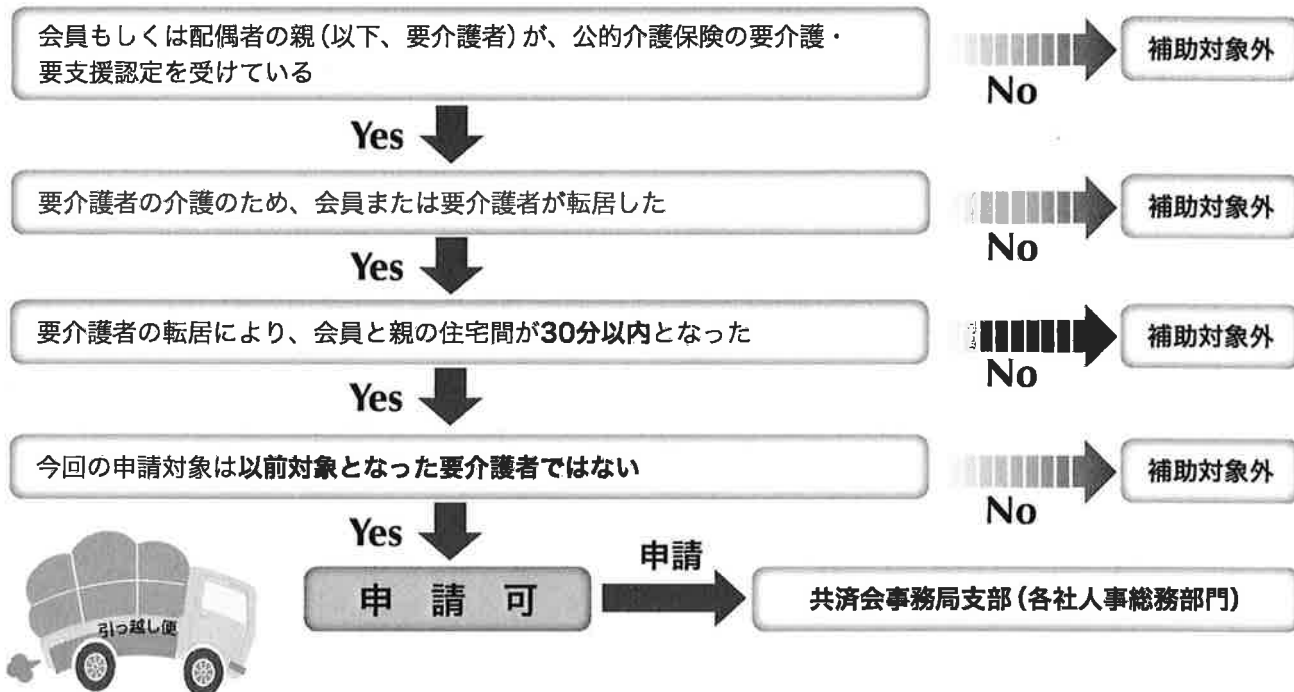 会員もしくは配偶者の親(以下、要介護者)が、公的介護保険の要介護・
要支援認定を受けている
No
補助対象外
Yes
要介護者の介護のため、会員または要介護者が転居した
No
補助対象外
Yes
要介護者の転居により、会員と親の住宅間が30分以内となった
No
補助対象外
Yes
今回の申請対象は以前対象となった要介護者ではない
No
補助対象外
Yes
申請可
申請
共済会事務局支部(各社人事総務部門)
引っ越し便